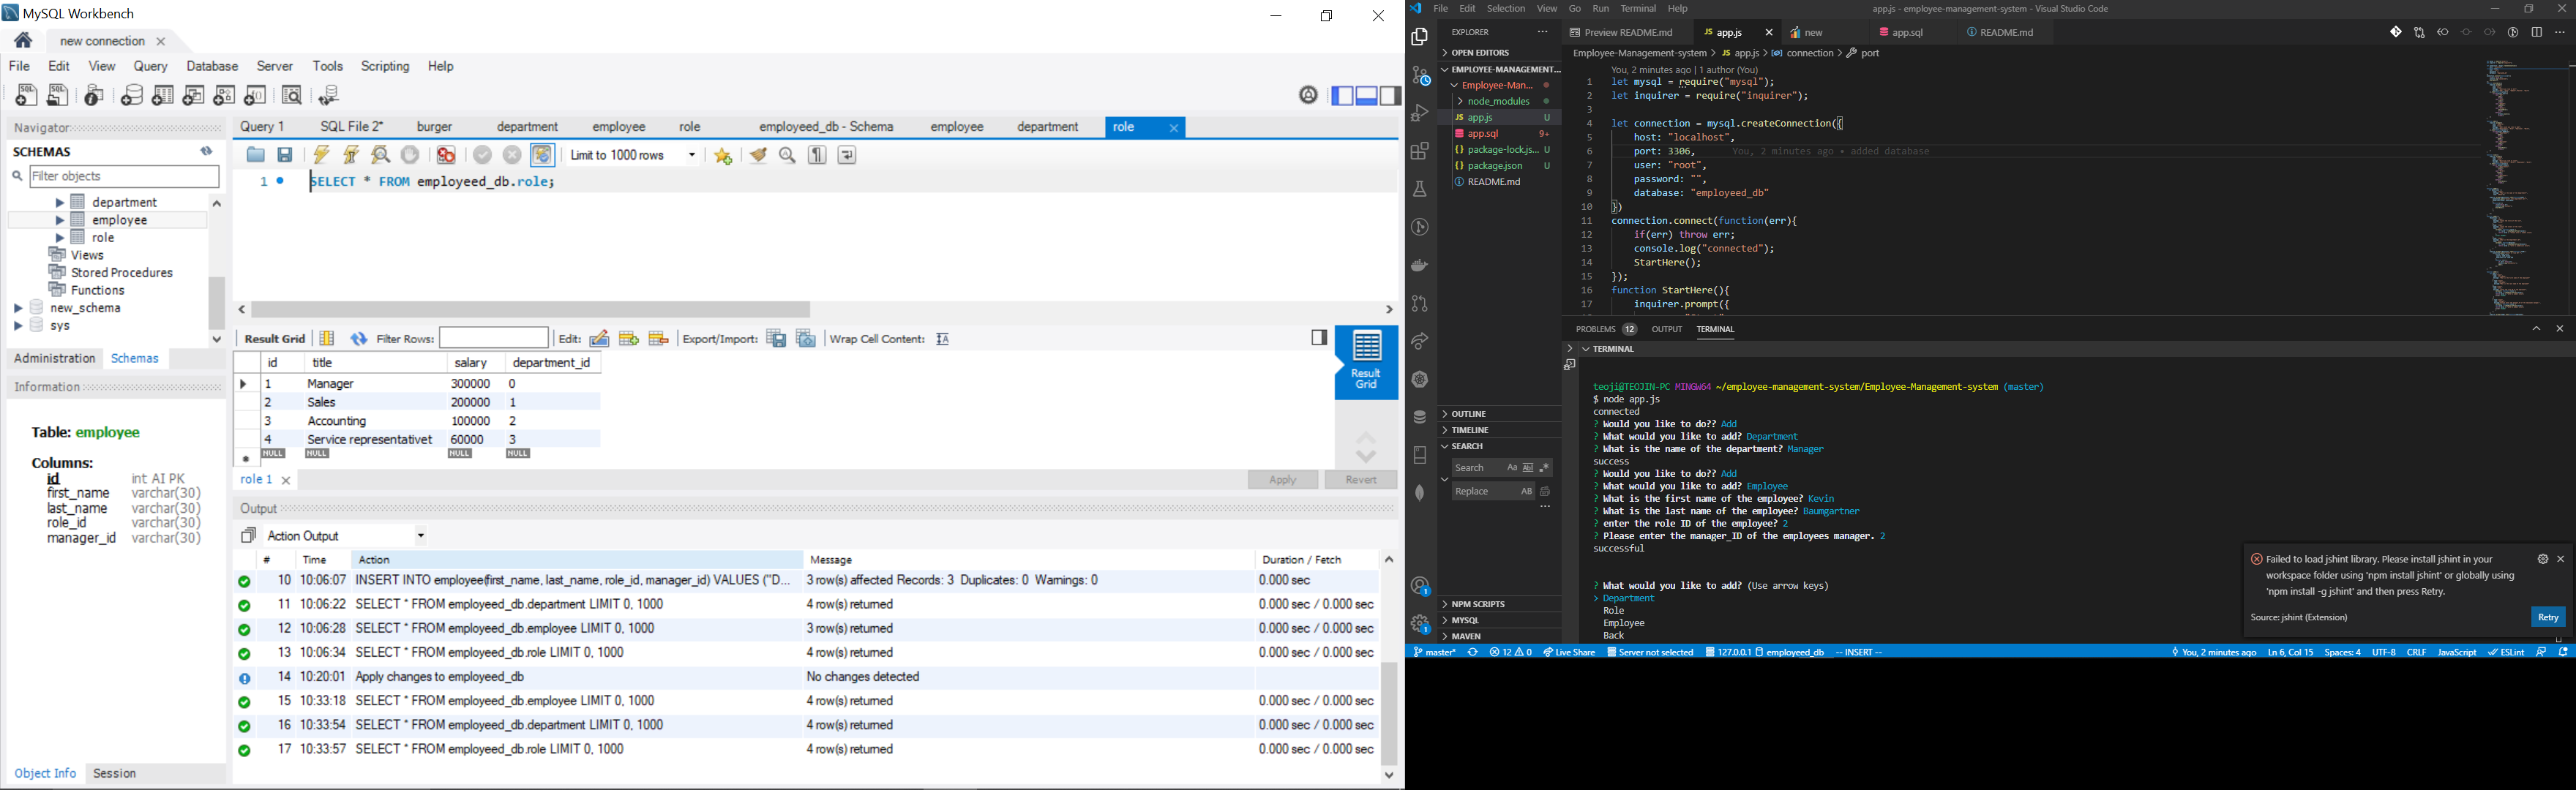 MySQL Workbench
new connection
File Edit View Query Database Server Tools Scripting Help
Navigator
SCHEMAS
Filter objects
department
employee
role
Views
Stored Procedures
Functions
new_schema
sys
Administration Schemas
Information
Table: employee
Columns:
id int AI PK
first_name varchar(30)
last_name varchar(30)
role_id varchar(30)
manager_id varchar(30)
Object Info Session
Query 1 SQL File 2* burger department employee role employeed_db - Schema employee department role
Limit to 1000 rows
1 SELECT * FROM employeed_db.role;
Result Grid Filter Rows: Edit: Export/Import: Wrap Cell Content:
id title salary department_id
1 Manager 300000 0
2 Sales 200000 1
3 Accounting 100000 2
4 Service representativet 60000 3
NULL NULL NULL NULL
Result Grid
role 1 Apply Revert
Output
Action Output
# Time Action Message Duration / Fetch
10 10:06:07 INSERT INTO employee(first_name, last_name, role_id, manager_id) VALUES ("D... 3 row(s) affected Records: 3 Duplicates: 0 Warnings: 0 0.000 sec
11 10:06:22 SELECT * FROM employeed_db.department LIMIT 0, 1000 4 row(s) returned 0.000 sec / 0.000 sec
12 10:06:28 SELECT * FROM employeed_db.employee LIMIT 0, 1000 3 row(s) returned 0.000 sec / 0.000 sec
13 10:06:34 SELECT * FROM employeed_db.role LIMIT 0, 1000 4 row(s) returned 0.000 sec / 0.000 sec
14 10:20:01 Apply changes to employeed_db No changes detected
15 10:33:18 SELECT * FROM employeed_db.employee LIMIT 0, 1000 4 row(s) returned 0.000 sec / 0.000 sec
16 10:33:54 SELECT * FROM employeed_db.department LIMIT 0, 1000 4 row(s) returned 0.000 sec / 0.000 sec
17 10:33:57 SELECT * FROM employeed_db.role LIMIT 0, 1000 4 row(s) returned 0.000 sec / 0.000 sec
File Edit Selection View Go Run Terminal Help app.js - employee-management-system - Visual Studio Code
EXPLORER
OPEN EDITORS
EMPLOYEE-MANAGEMENT...
Employee-Man...
node_modules
JS app.js U
app.sql 9+
{} package-lock.js... U
{} package.json U
README.md
OUTLINE
TIMELINE
SEARCH
Search Aa Abl .*
Replace AB
NPM SCRIPTS
MYSQL
MAVEN
Preview README.md JS app.js new app.sql README.md
Employee-Management-system > JS app.js > connection > port
You, 2 minutes ago | 1 author (You)
1 let mysql = require("mysql");
2 let inquirer = require("inquirer");
3
4 let connection = mysql.createConnection({
5 host: "localhost",
6 port: 3306, You, 2 minutes ago • added database
7 user: "root",
8 password: "",
9 database: "employeed_db"
10 })
11 connection.connect(function(err){
12 if(err) throw err;
13 console.log("connected");
14 StartHere();
15 });
16 function StartHere(){
17 inquirer.prompt({
PROBLEMS 12 OUTPUT TERMINAL
TERMINAL
teoji@TEOJIN-PC MINGW64 ~/employee-management-system/Employee-Management-system (master)
$ node app.js
connected
? Would you like to do?? Add
? What would you like to add? Department
? What is the name of the department? Manager
success
? Would you like to do?? Add
? What would you like to add? Employee
? What is the first name of the employee? Kevin
? What is the last name of the employee? Baumgartner
? enter the role ID of the employee? 2
? Please enter the manager_ID of the employees manager. 2
successful
? What would you like to add? (Use arrow keys)
> Department
Role
Employee
Back
Failed to load jshint library. Please install jshint in your
workspace folder using 'npm install jshint' or globally using
'npm install -g jshint' and then press Retry.
Source: jshint (Extension) Retry
master* 12 0 Live Share Server not selected 127.0.0.1 employeed_db -- INSERT -- You, 2 minutes ago Ln 6, Col 15 Spaces: 4 UTF-8 CRLF JavaScript ESLint